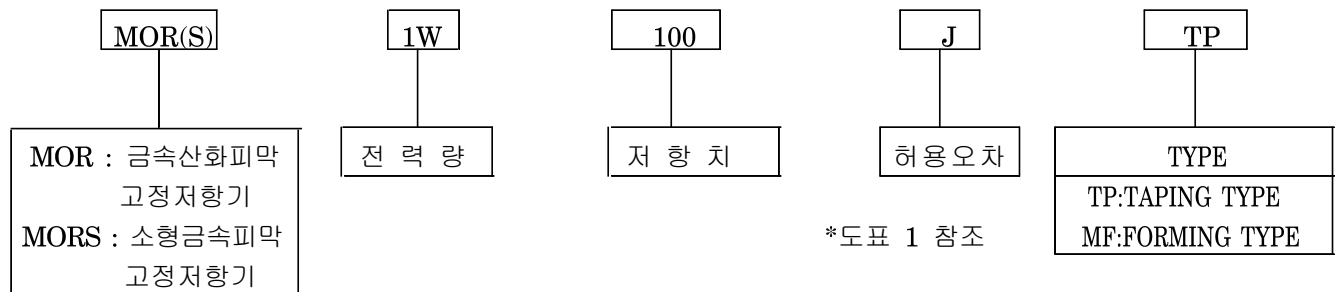 MOR(S) 1W 100 J TP
MOR : 금속산화피막 전 력 량 저 항 치 허용오차 TYPE
고정저항기 TP:TAPING TYPE
MORS : 소형금속피막 *도표 1 참조 MF:FORMING TYPE
고정저항기